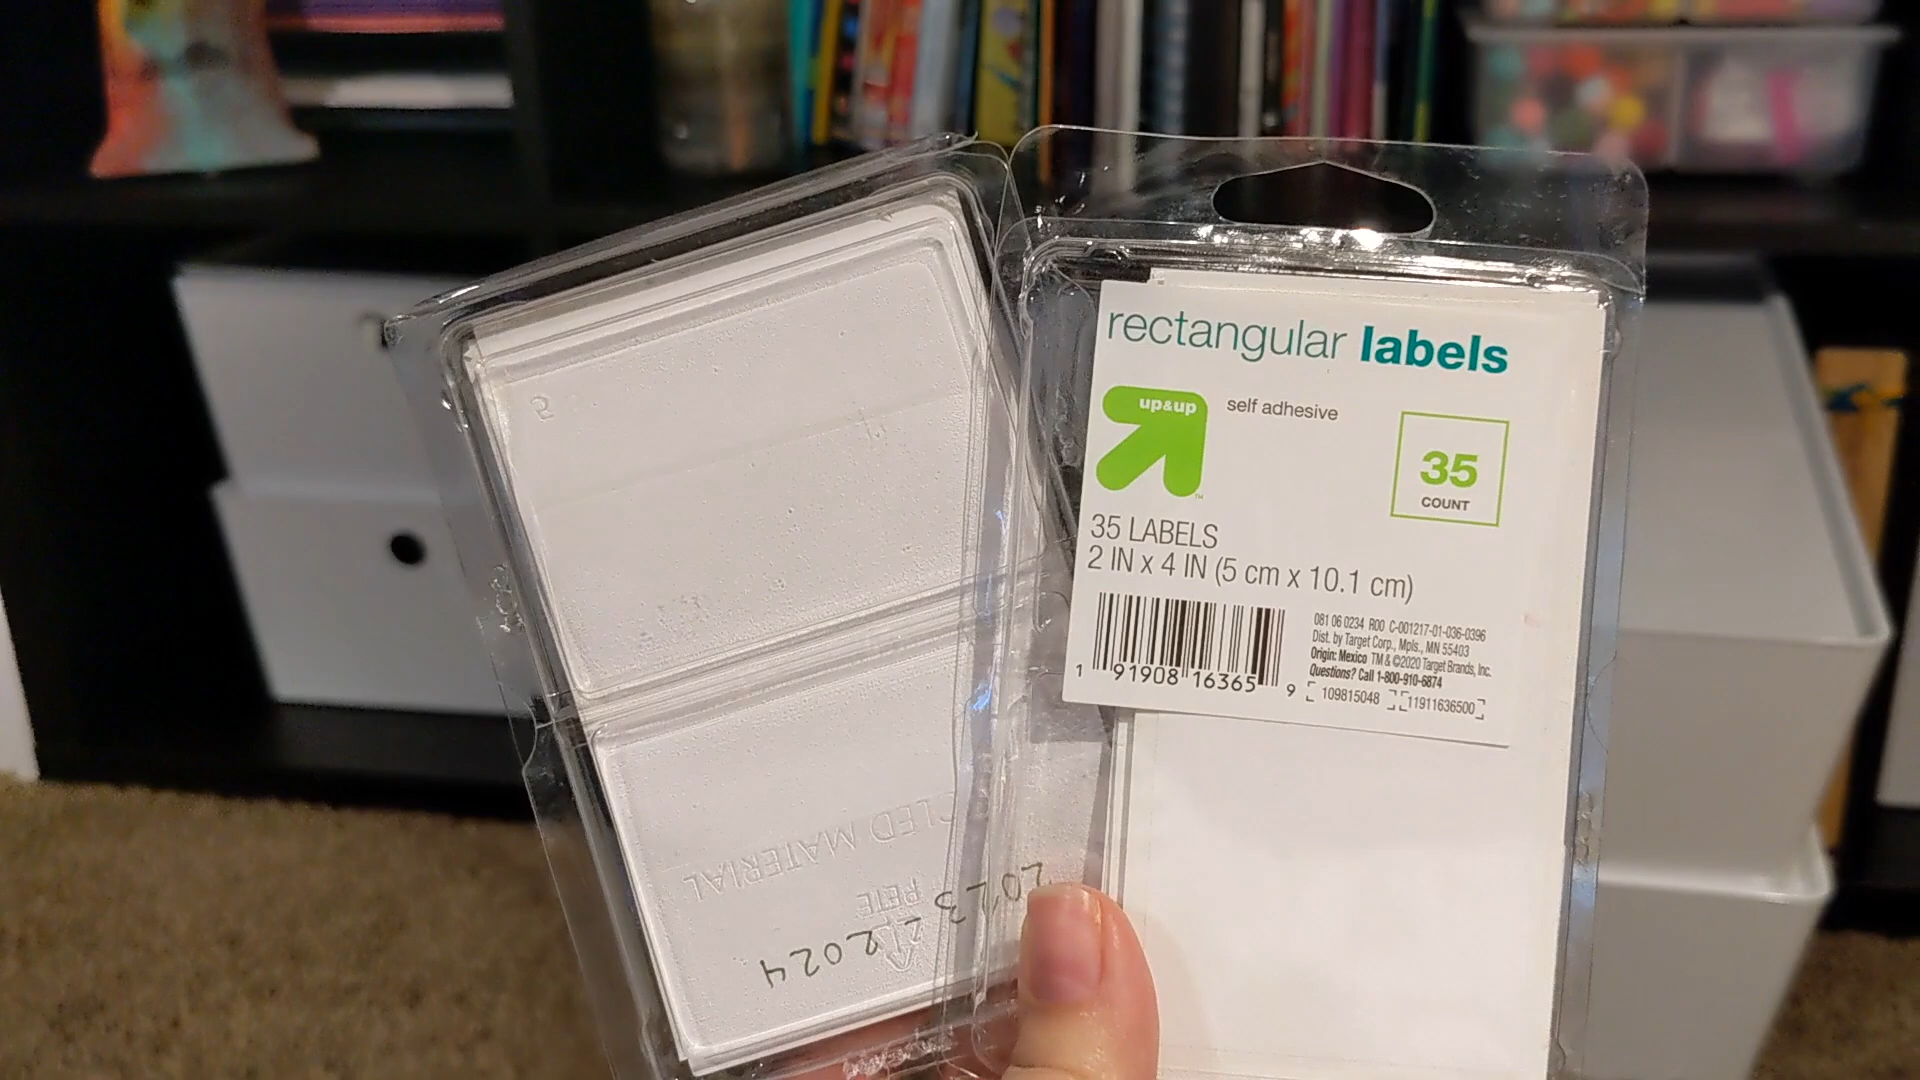 rectangular labels
up&up
TM
self adhesive
35
COUNT
35 LABELS
2 IN x 4 IN (5 cm x 10.1 cm)
1 91908 16365 9
081 06 0234 R00 C-001217-01-036-0396
Dist. by Target Corp., Mpls., MN 55403
Origin: Mexico TM & ©2020 Target Brands, Inc.
Questions? Call 1-800-910-6874
109815048 11911636500
CLED MATERIAL
PETE
2023 2024